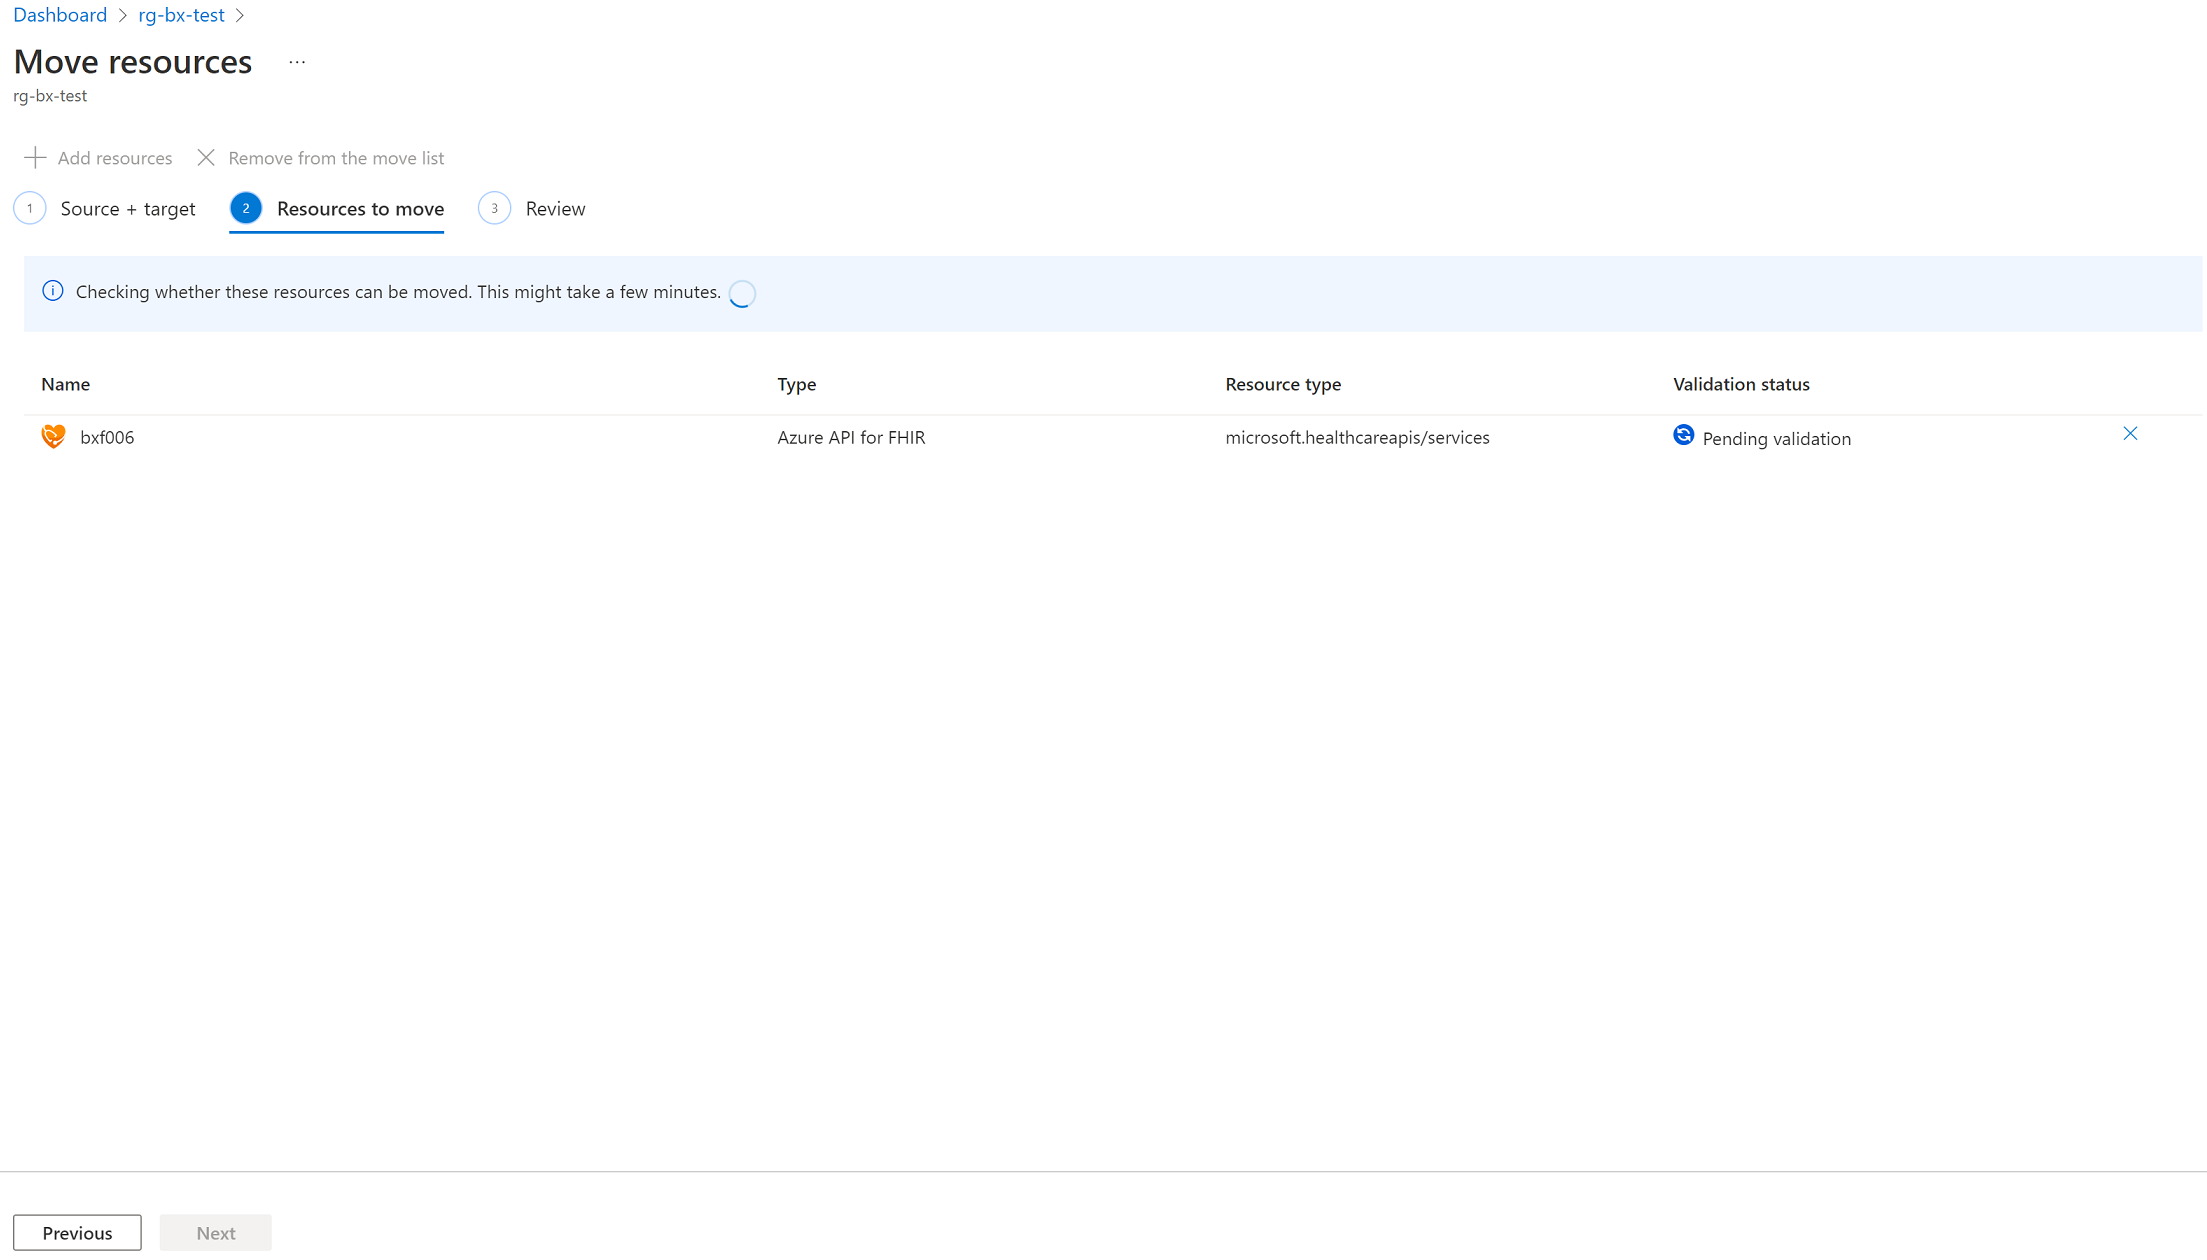 Dashboard > rg-bx-test >
Move resources ...
rg-bx-test
Add resources Remove from the move list
1 Source + target 2 Resources to move 3 Review
Checking whether these resources can be moved. This might take a few minutes.
Name Type Resource type Validation status
bxf006 Azure API for FHIR microsoft.healthcareapis/services Pending validation
Previous Next